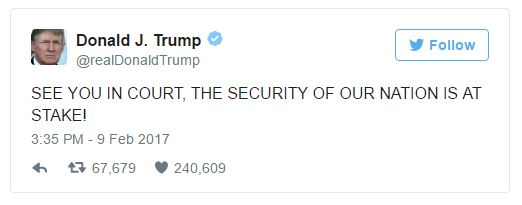 Donald J. Trump
Follow
@realDonaldTrump
SEE YOU IN COURT, THE SECURITY OF OUR NATION IS AT
STAKE!
3:35 PM - 9 Feb 2017
67,679 240,609